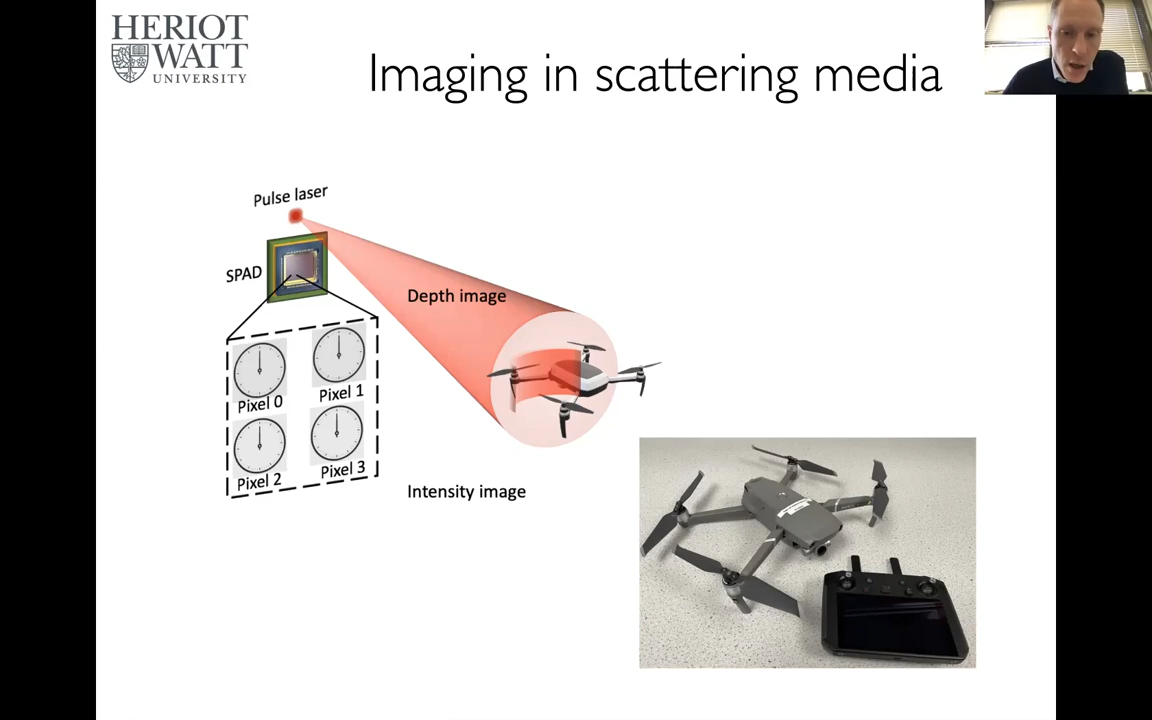 HERIOT
WATT
UNIVERSITY
Imaging in scattering media
Pulse laser
SPAD
Depth image
Pixel 0
Pixel 1
Pixel 2
Pixel 3
Intensity image